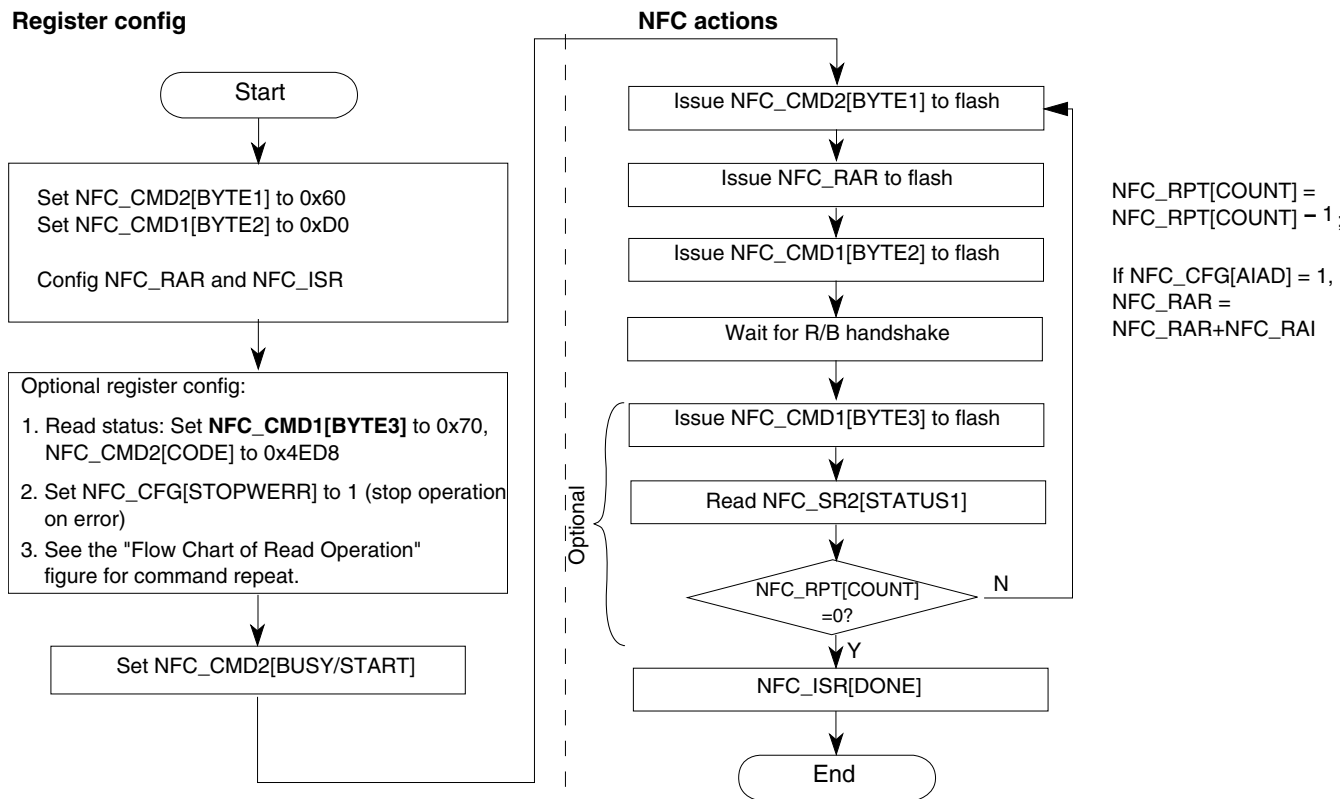 Register config
Start
Set NFC_CMD2[BYTE1] to 0x60
Set NFC_CMD1[BYTE2] to 0xD0
Config NFC_RAR and NFC_ISR
Optional register config:
1. Read status: Set NFC_CMD1[BYTE3] to 0x70,
NFC_CMD2[CODE] to 0x4ED8
2. Set NFC_CFG[STOPWERR] to 1 (stop operation
on error)
3. See the "Flow Chart of Read Operation"
figure for command repeat.
Set NFC_CMD2[BUSY/START]
NFC actions
Issue NFC_CMD2[BYTE1] to flash
Issue NFC_RAR to flash
Issue NFC_CMD1[BYTE2] to flash
Wait for R/B handshake
Optional
Issue NFC_CMD1[BYTE3] to flash
Read NFC_SR2[STATUS1]
NFC_RPT[COUNT]
=0?
N
Y
NFC_ISR[DONE]
End
NFC_RPT[COUNT] =
NFC_RPT[COUNT] − 1 ;
If NFC_CFG[AIAD] = 1,
NFC_RAR =
NFC_RAR+NFC_RAI